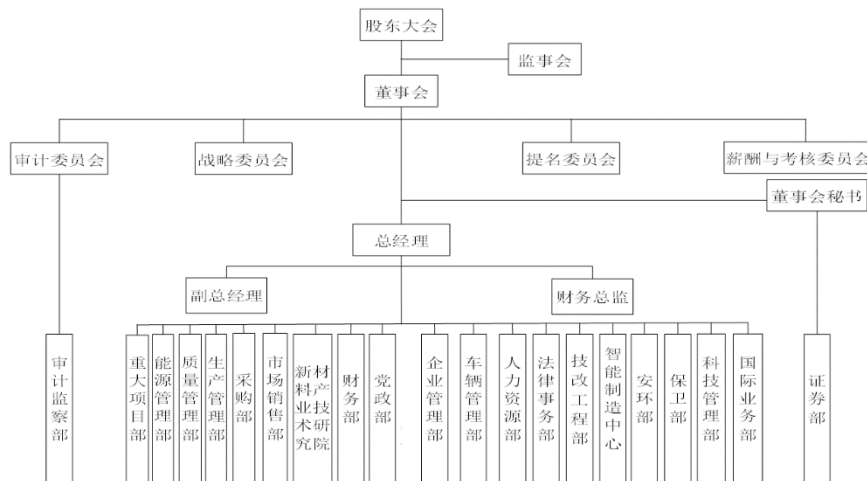 股东大会
监事会
董事会
审计委员会
战略委员会
提名委员会
薪酬与考核委员会
董事会秘书
总经理
副总经理
财务总监
审计监察部
重大项目部
能源管理部
质量管理部
生产管理部
采购部
市场销售部
新材料产业技术研究院
财务部
党政部
企业管理部
车辆管理部
人力资源部
法律事务部
技改工程部
智能制造中心
安环部
保卫部
科技管理部
国际业务部
证券部